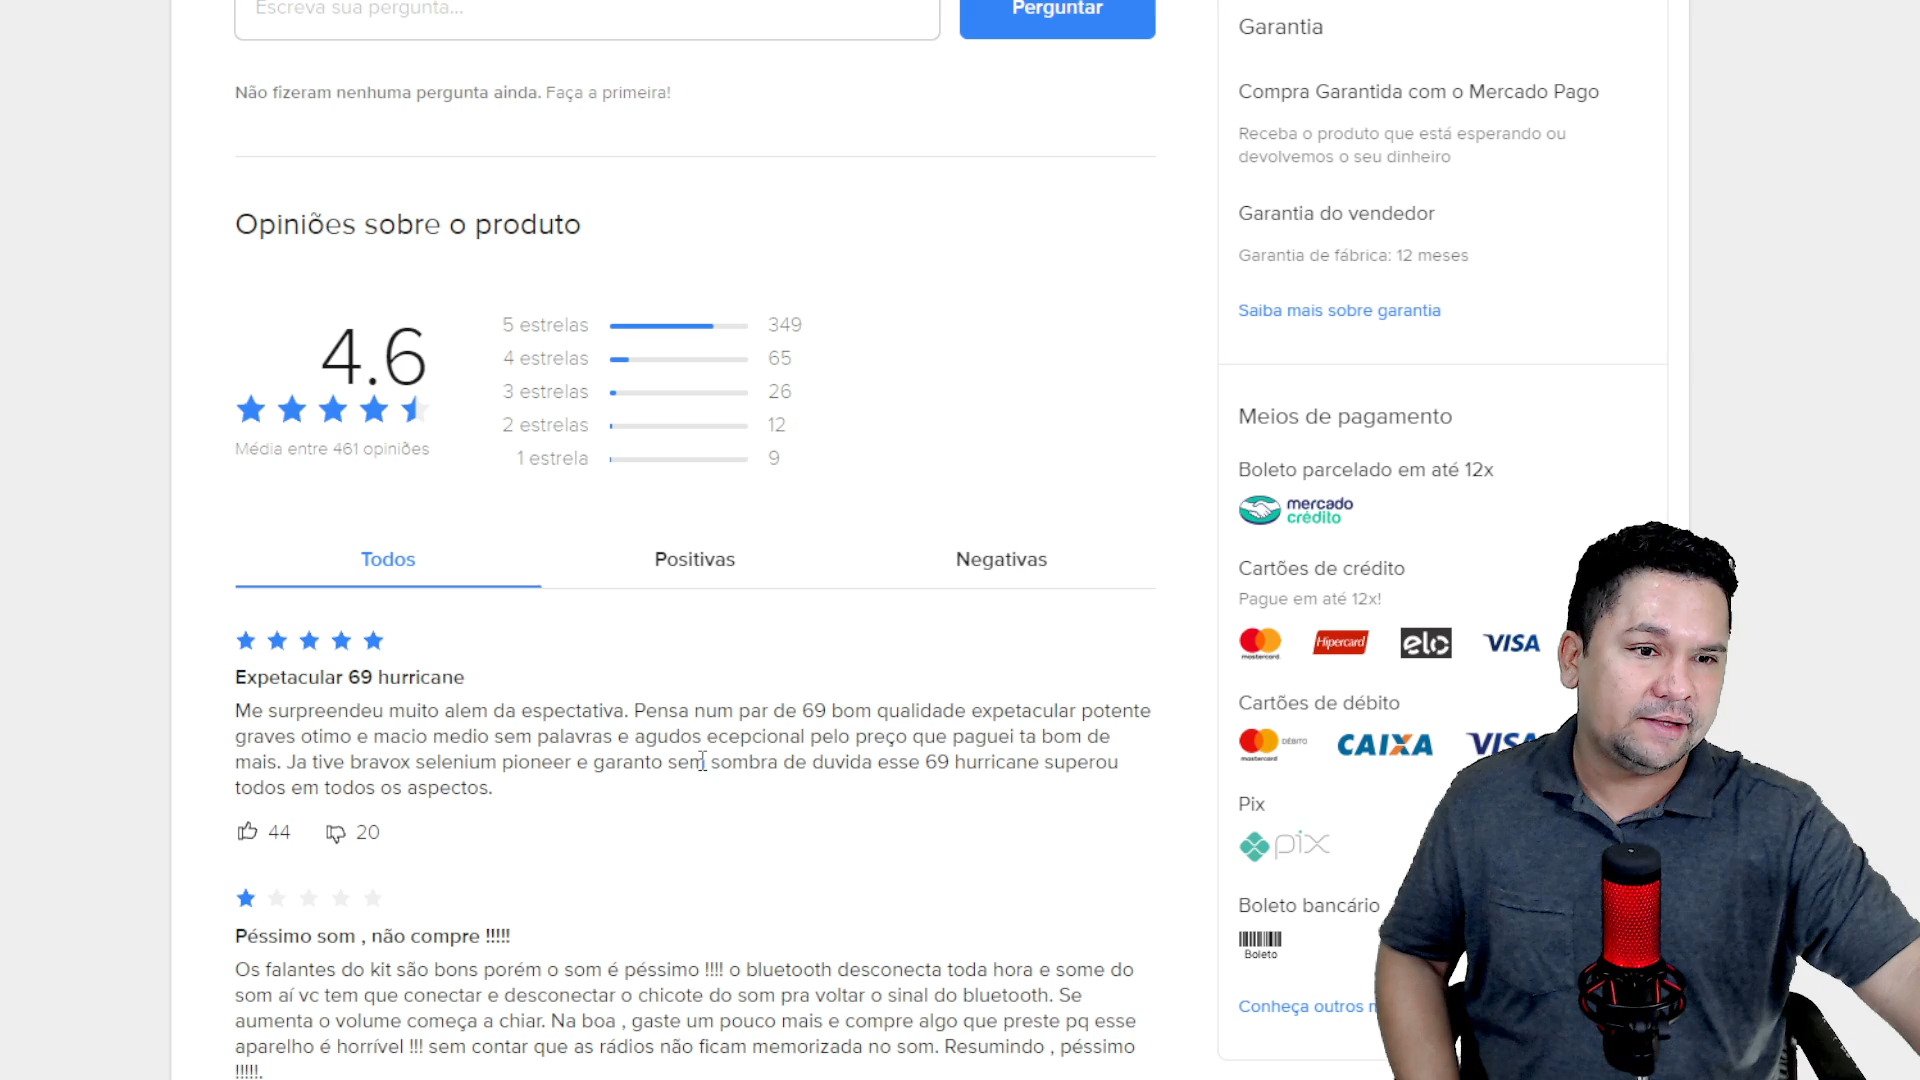 Escreva sua pergunta...
Perguntar
Não fizeram nenhuma pergunta ainda. Faça a primeira!
Opiniões sobre o produto
4.6
Média entre 461 opiniões
5 estrelas 349
4 estrelas 65
3 estrelas 26
2 estrelas 12
1 estrela 9
Todos
Positivas
Negativas
Expetacular 69 hurricane
Me surpreendeu muito alem da espectativa. Pensa num par de 69 bom qualidade expetacular potente
graves otimo e macio medio sem palavras e agudos ecepcional pelo preço que paguei ta bom de
mais. Ja tive bravox selenium pioneer e garanto sem sombra de duvida esse 69 hurricane superou
todos em todos os aspectos.
44 20
Péssimo som , não compre !!!!!
Os falantes do kit são bons porém o som é péssimo !!!! o bluetooth desconecta toda hora e some do
som aí vc tem que conectar e desconectar o chicote do som pra voltar o sinal do bluetooth. Se
aumenta o volume começa a chiar. Na boa , gaste um pouco mais e compre algo que preste pq esse
aparelho é horrível !!! sem contar que as rádios não ficam memorizada no som. Resumindo , péssimo
!!!!!.
Garantia
Compra Garantida com o Mercado Pago
Receba o produto que está esperando ou
devolvemos o seu dinheiro
Garantia do vendedor
Garantia de fábrica: 12 meses
Saiba mais sobre garantia
Meios de pagamento
Boleto parcelado em até 12x
mercado
crédito
Cartões de crédito
Pague em até 12x!
mastercard. Hipercard elo VISA
Cartões de débito
mastercard. DÉBITO CAIXA VISA
Pix
pix
Boleto bancário
Boleto
Conheça outros